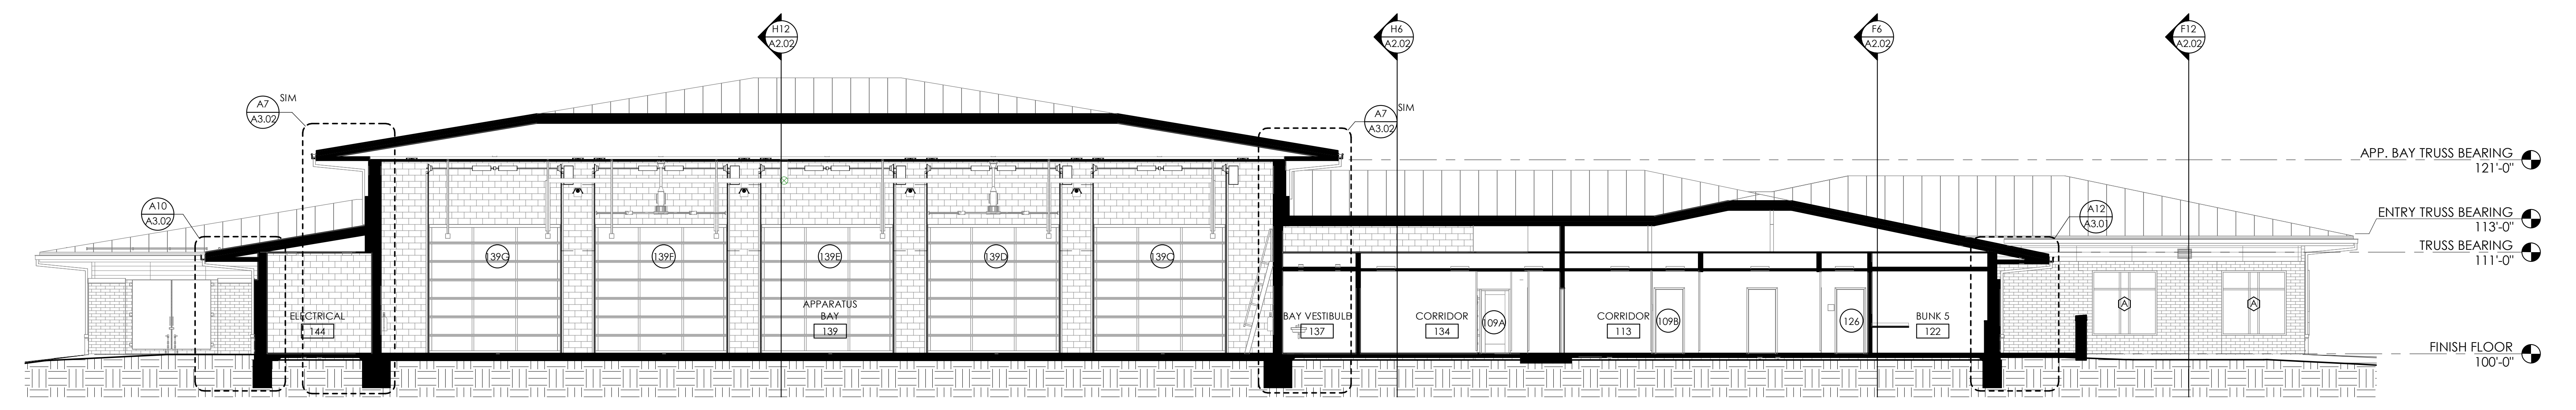 H12
A2.02
H6
A2.02
F6
A2.02
F12
A2.02
A7
A3.02
SIM
A7
A3.02
SIM
APP. BAY TRUSS BEARING
121'-0"
A10
A3.02
A12
A3.01
ENTRY TRUSS BEARING
113'-0"
TRUSS BEARING
111'-0"
139G
139F
139E
139D
139C
A
A
APPARATUS
BAY
139
ELECTRICAL
144
BAY VESTIBULE
137
CORRIDOR
134
109A
CORRIDOR
113
109B
126
BUNK 5
122
FINISH FLOOR
100'-0"